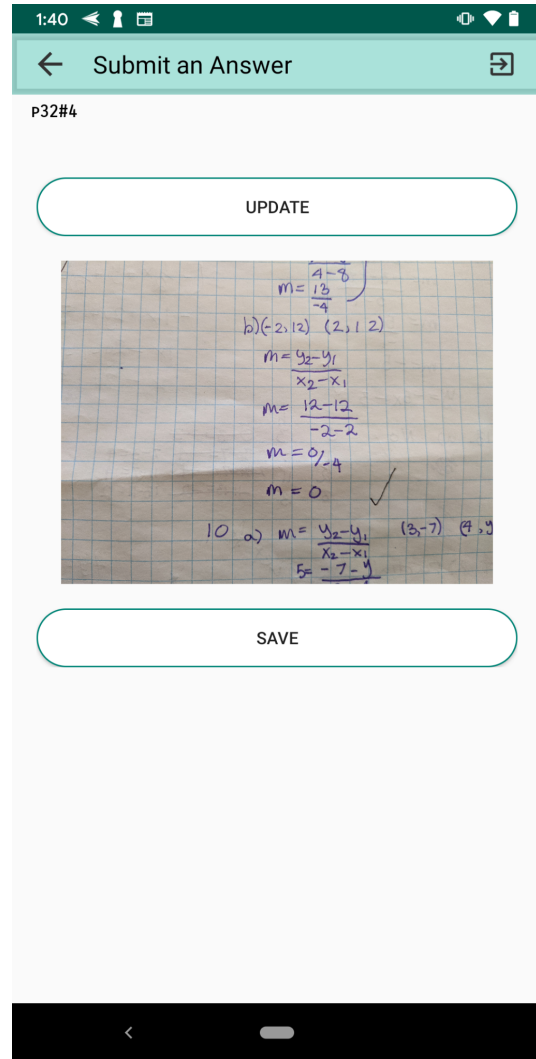 1:40
Submit an Answer
P32#4
UPDATE
4-8
m= 13
-4
b)(-2,12) (2,12)
m= y₂-y₁
x₂-x₁
m= 12-12
-2-2
m = 0/-4
m = 0 ✓
10 a) m= y₂-y₁ (3,-7) (4,y
x₂-x₁
5= -7-y
SAVE